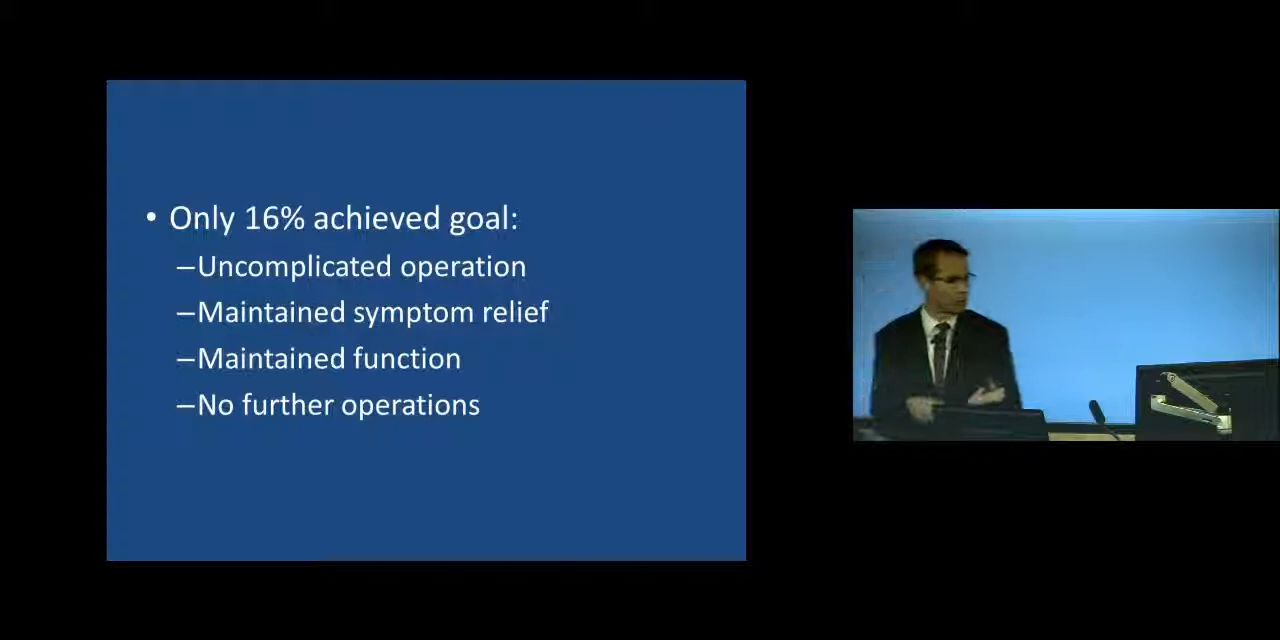 • Only 16% achieved goal:
–Uncomplicated operation
–Maintained symptom relief
–Maintained function
–No further operations